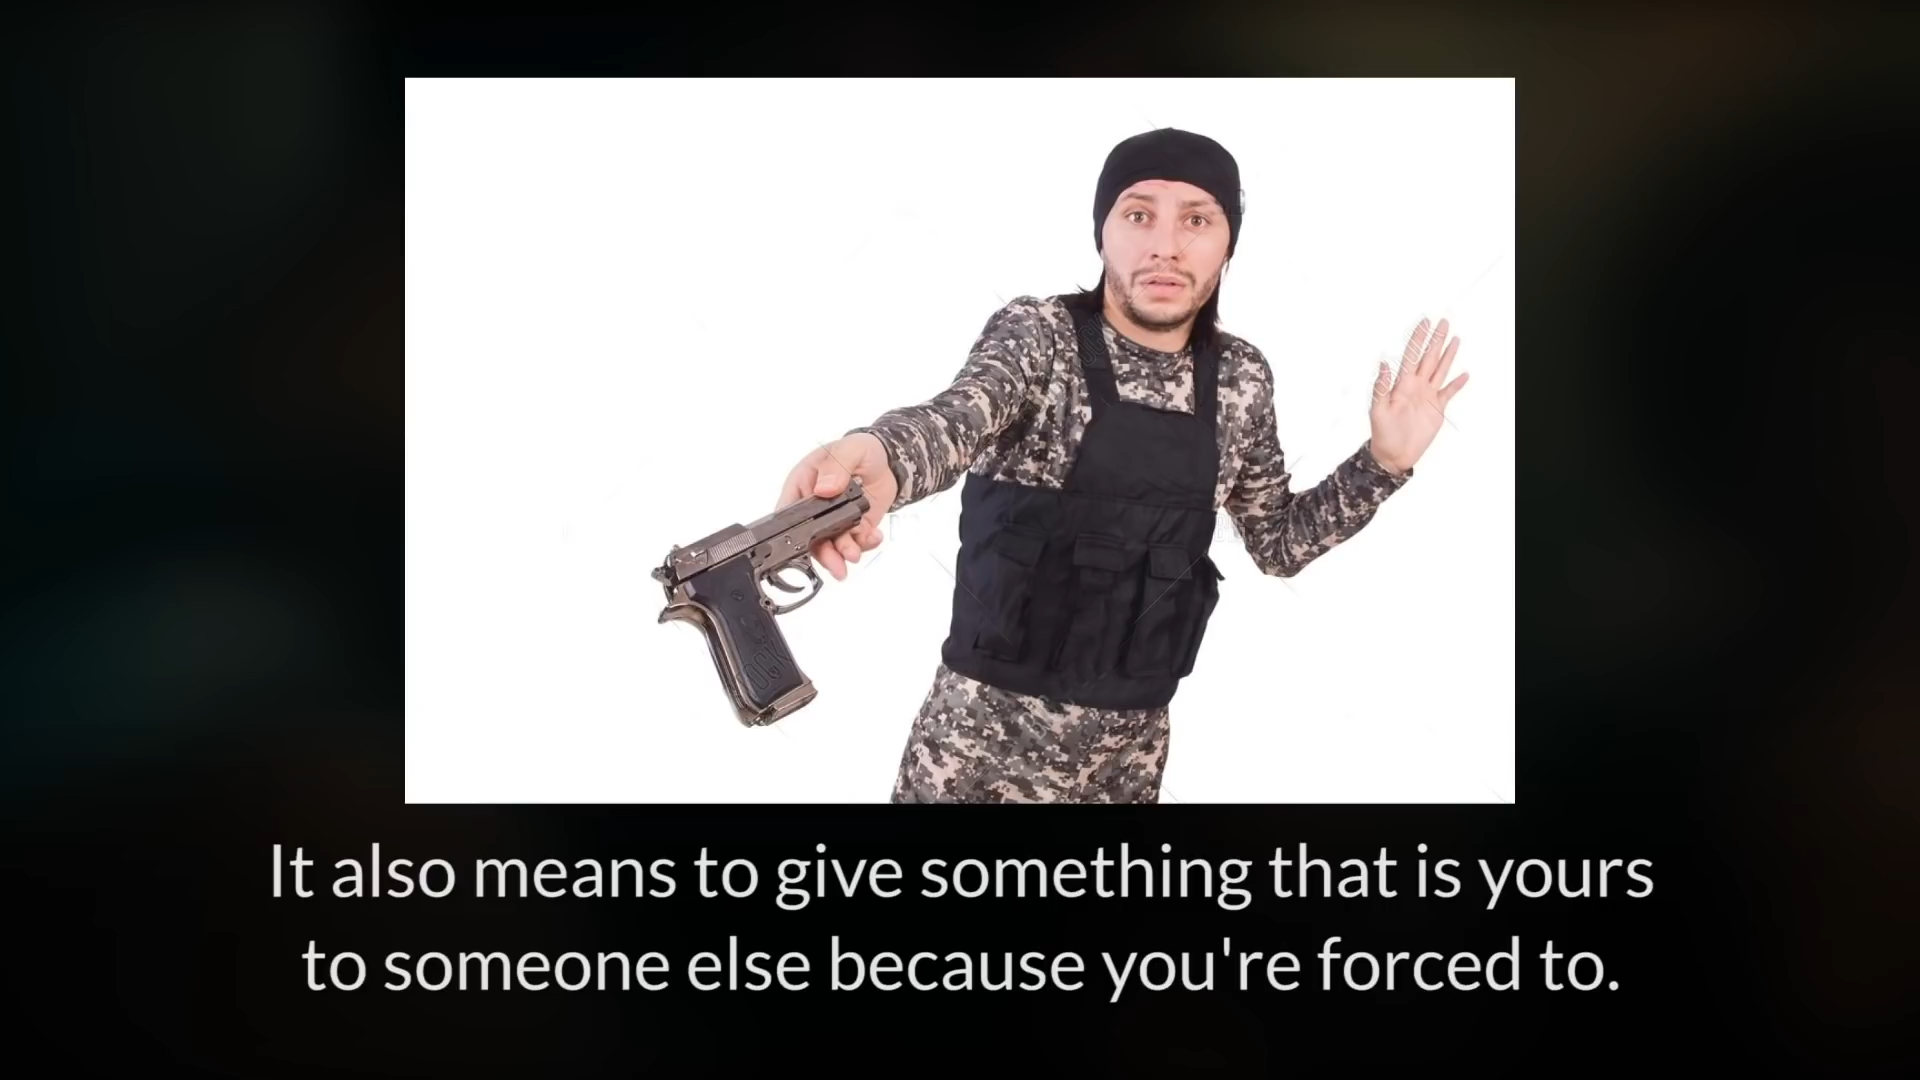 It also means to give something that is yours
to someone else because you're forced to.